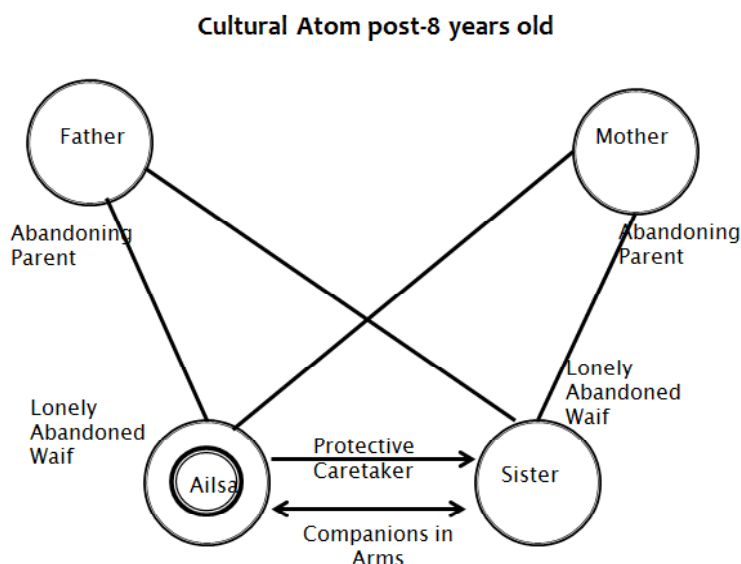 Cultural Atom post-8 years old
Father
Mother
Abandoning
Parent
Abandoning
Parent
Lonely
Abandoned
Waif
Lonely
Abandoned
Waif
Protective
Caretaker
Ailsa
Sister
Companions in
Arms